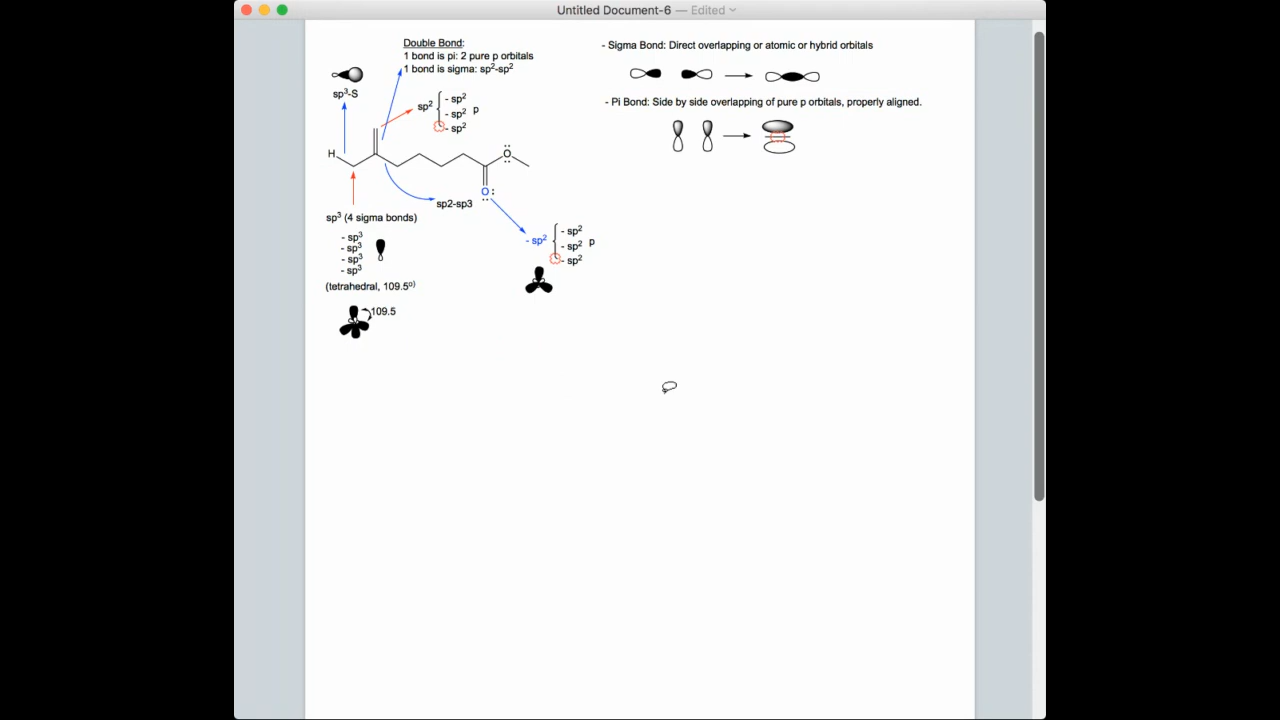 Untitled Document-6 — Edited
Double Bond:
1 bond is pi: 2 pure p orbitals
1 bond is sigma: sp²-sp²
sp³-S
sp² - sp²
- sp² p
- sp²
H
O
O
sp2-sp3
sp³ (4 sigma bonds)
- sp³
- sp³
- sp³
- sp³
(tetrahedral, 109.5º)
109.5
- sp² - sp²
- sp² p
- sp²
- Sigma Bond: Direct overlapping or atomic or hybrid orbitals
- Pi Bond: Side by side overlapping of pure p orbitals, properly aligned.